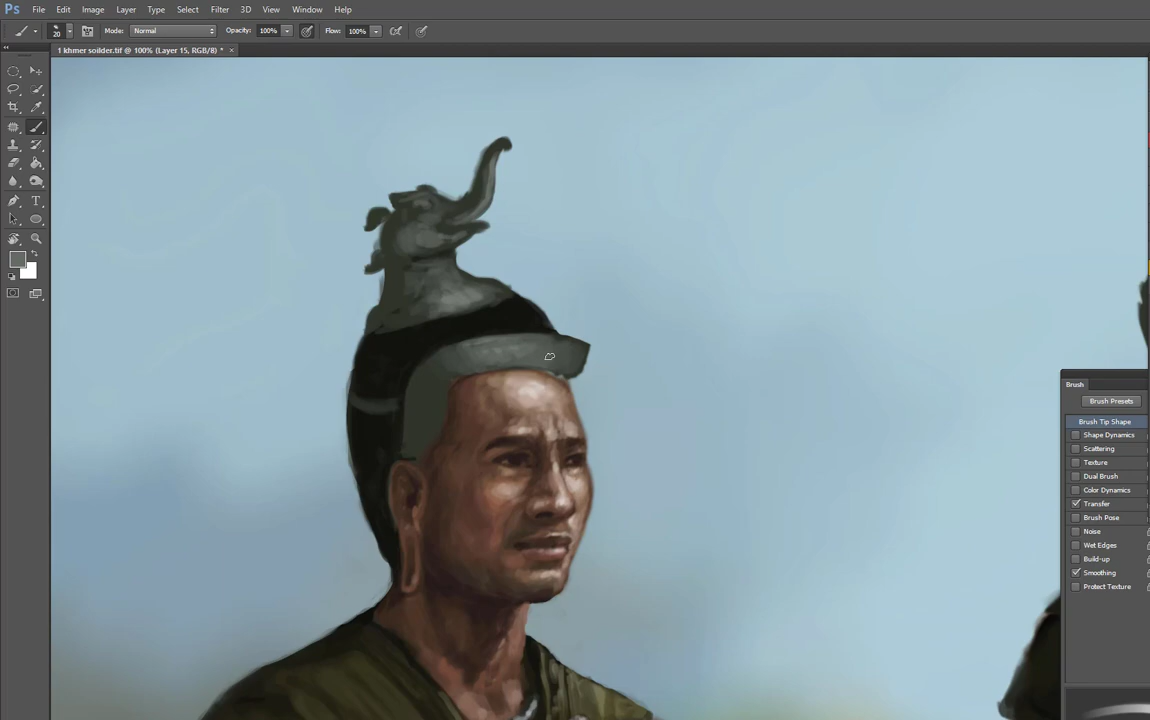 Ps File Edit Image Layer Type Select Filter 3D View Window Help
20 Mode: Normal Opacity: 100% Flow: 100%
1 khmer soilder.tif @ 100% (Layer 15, RGB/8) * ×
T
Brush
Brush Presets
Brush Tip Shape
Shape Dynamics
Scattering
Texture
Dual Brush
Color Dynamics
Transfer
Brush Pose
Noise
Wet Edges
Build-up
Smoothing
Protect Texture